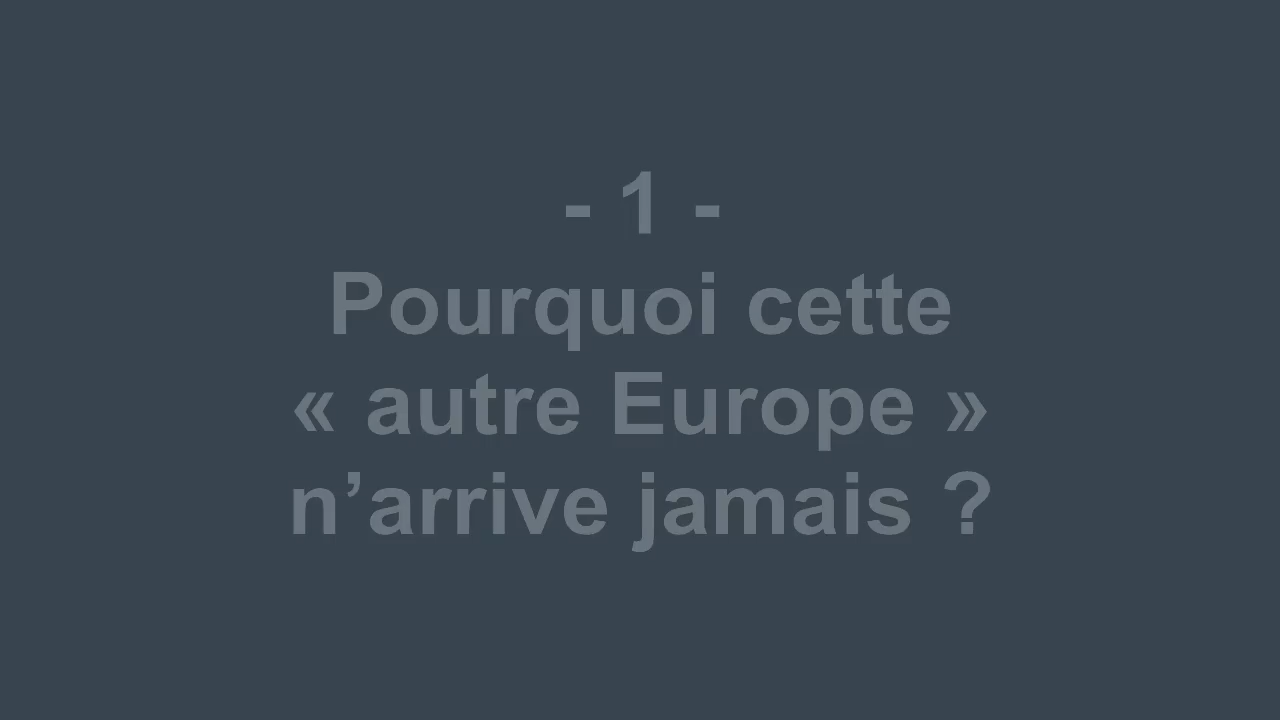 - 1 -
Pourquoi cette
« autre Europe »
n’arrive jamais ?